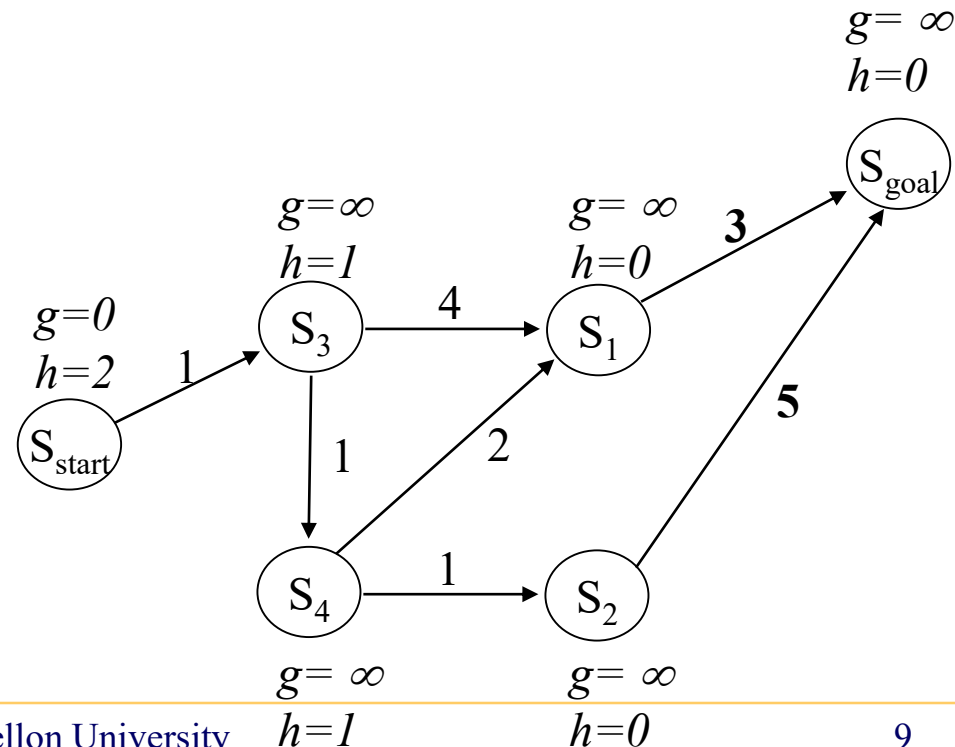 g= ∞
h=0
S_goal
g=∞
h=1
g= ∞
h=0
3
g=0
h=2
S_3
4
S_1
1
S_start
5
1
2
S_4
1
S_2
g= ∞
h=1
g= ∞
h=0
ellon University
9